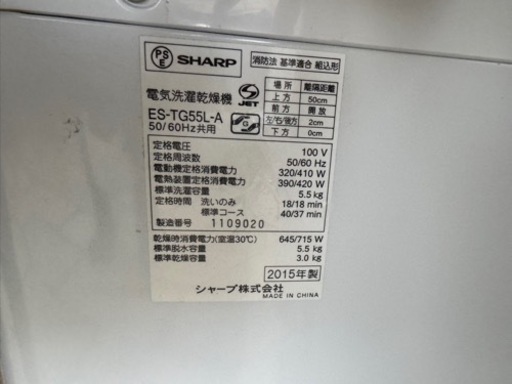 PS
E
SHARP
消防法 基準適合 組込形
電気洗濯乾燥機
S
JET
ES-TG55L-A
50/60Hz共用
G
場所 離隔距離
上方 50cm
前方 開放
左/右/後方 2cm
下方 0cm
定格電圧 100 V
定格周波数 50/60 Hz
電動機定格消費電力 320/410 W
電熱装置定格消費電力 390/420 W
標準洗濯容量 5.5 kg
定格時間 洗いのみ 18/18 min
標準コース 40/37 min
製造番号 1109020
乾燥時消費電力(室温30℃) 645/715 W
標準脱水容量 5.5 kg
標準乾燥容量 3.0 kg
2015年製
シャープ株式会社
MADE IN CHINA